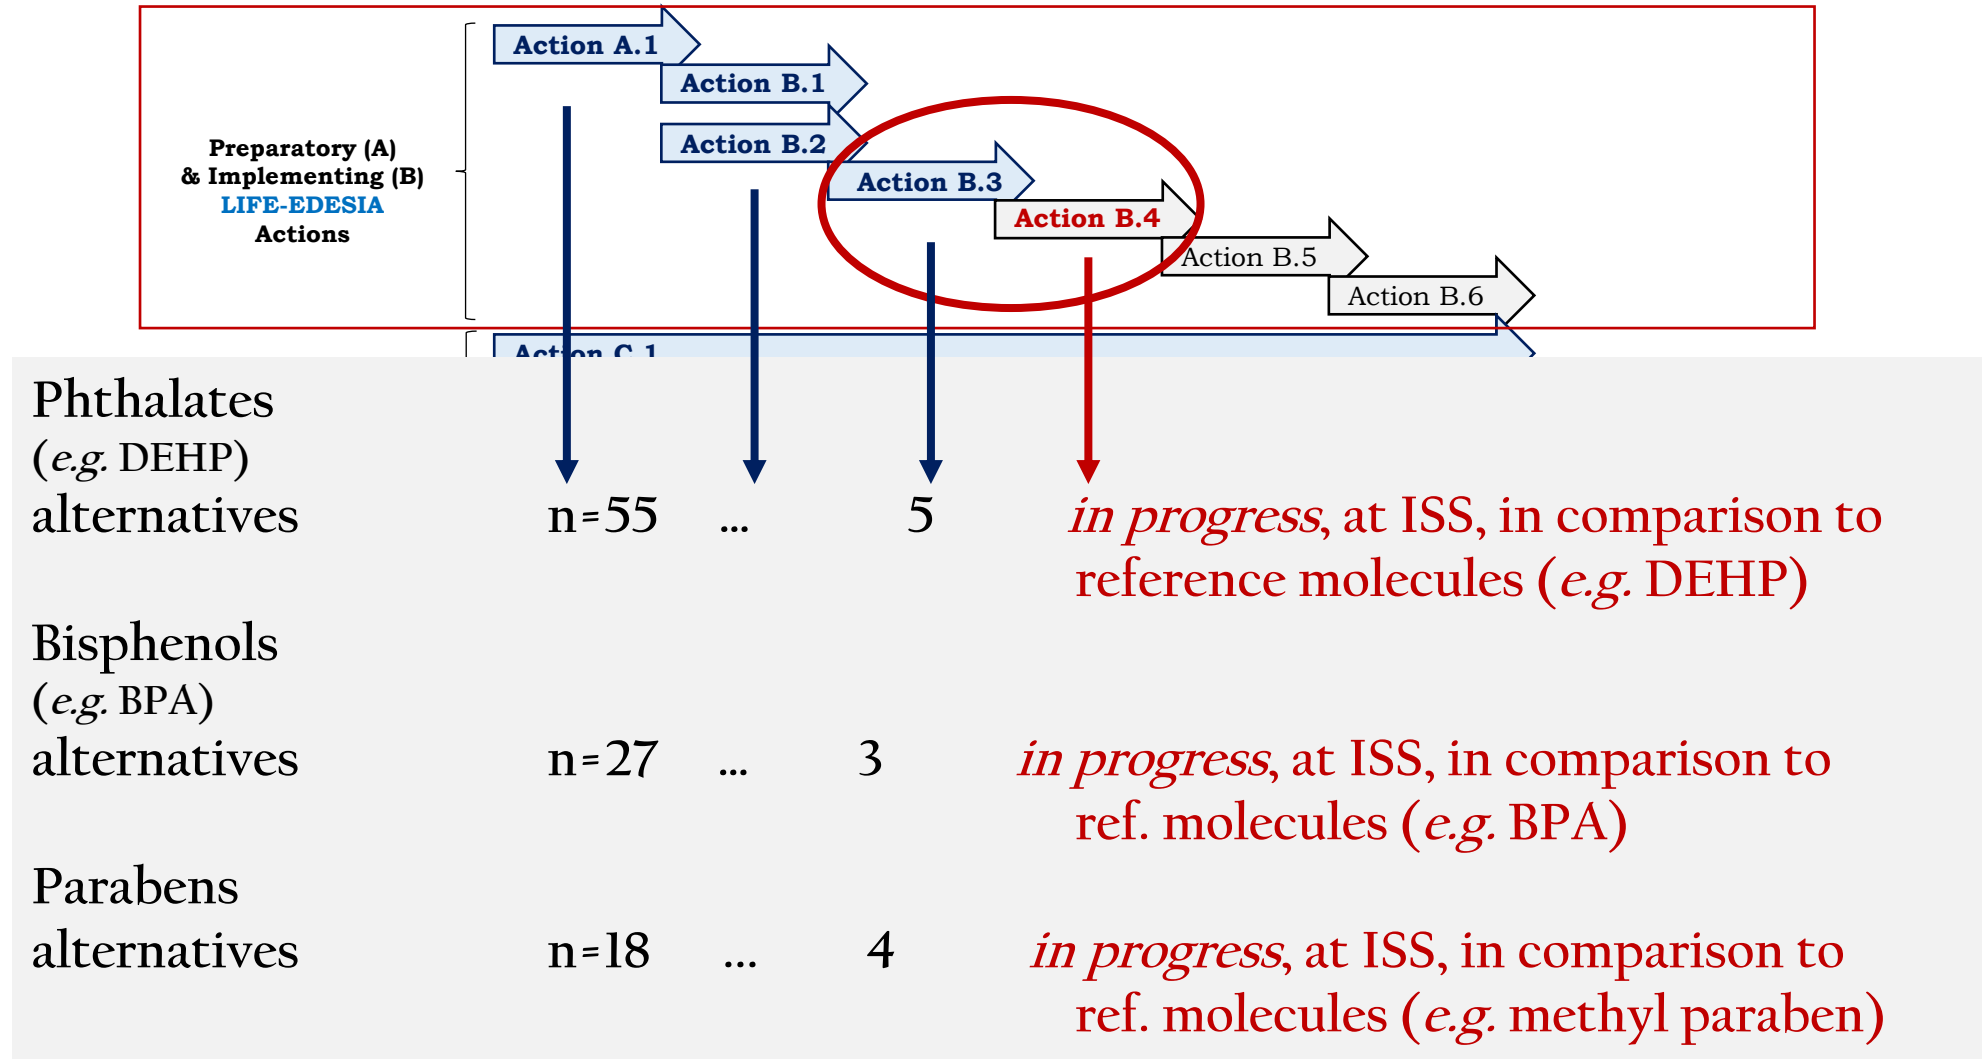 Action A.1
Action B.1
Action B.2
Preparatory (A)
& Implementing (B)
LIFE-EDESIA
Actions
Action B.3
Action B.4
Action B.5
Action B.6
Action C.1
Phthalates
(e.g. DEHP)
alternatives n=55 ... 5 in progress, at ISS, in comparison to
reference molecules (e.g. DEHP)
Bisphenols
(e.g. BPA)
alternatives n=27 ... 3 in progress, at ISS, in comparison to
ref. molecules (e.g. BPA)
Parabens
alternatives n=18 ... 4 in progress, at ISS, in comparison to
ref. molecules (e.g. methyl paraben)